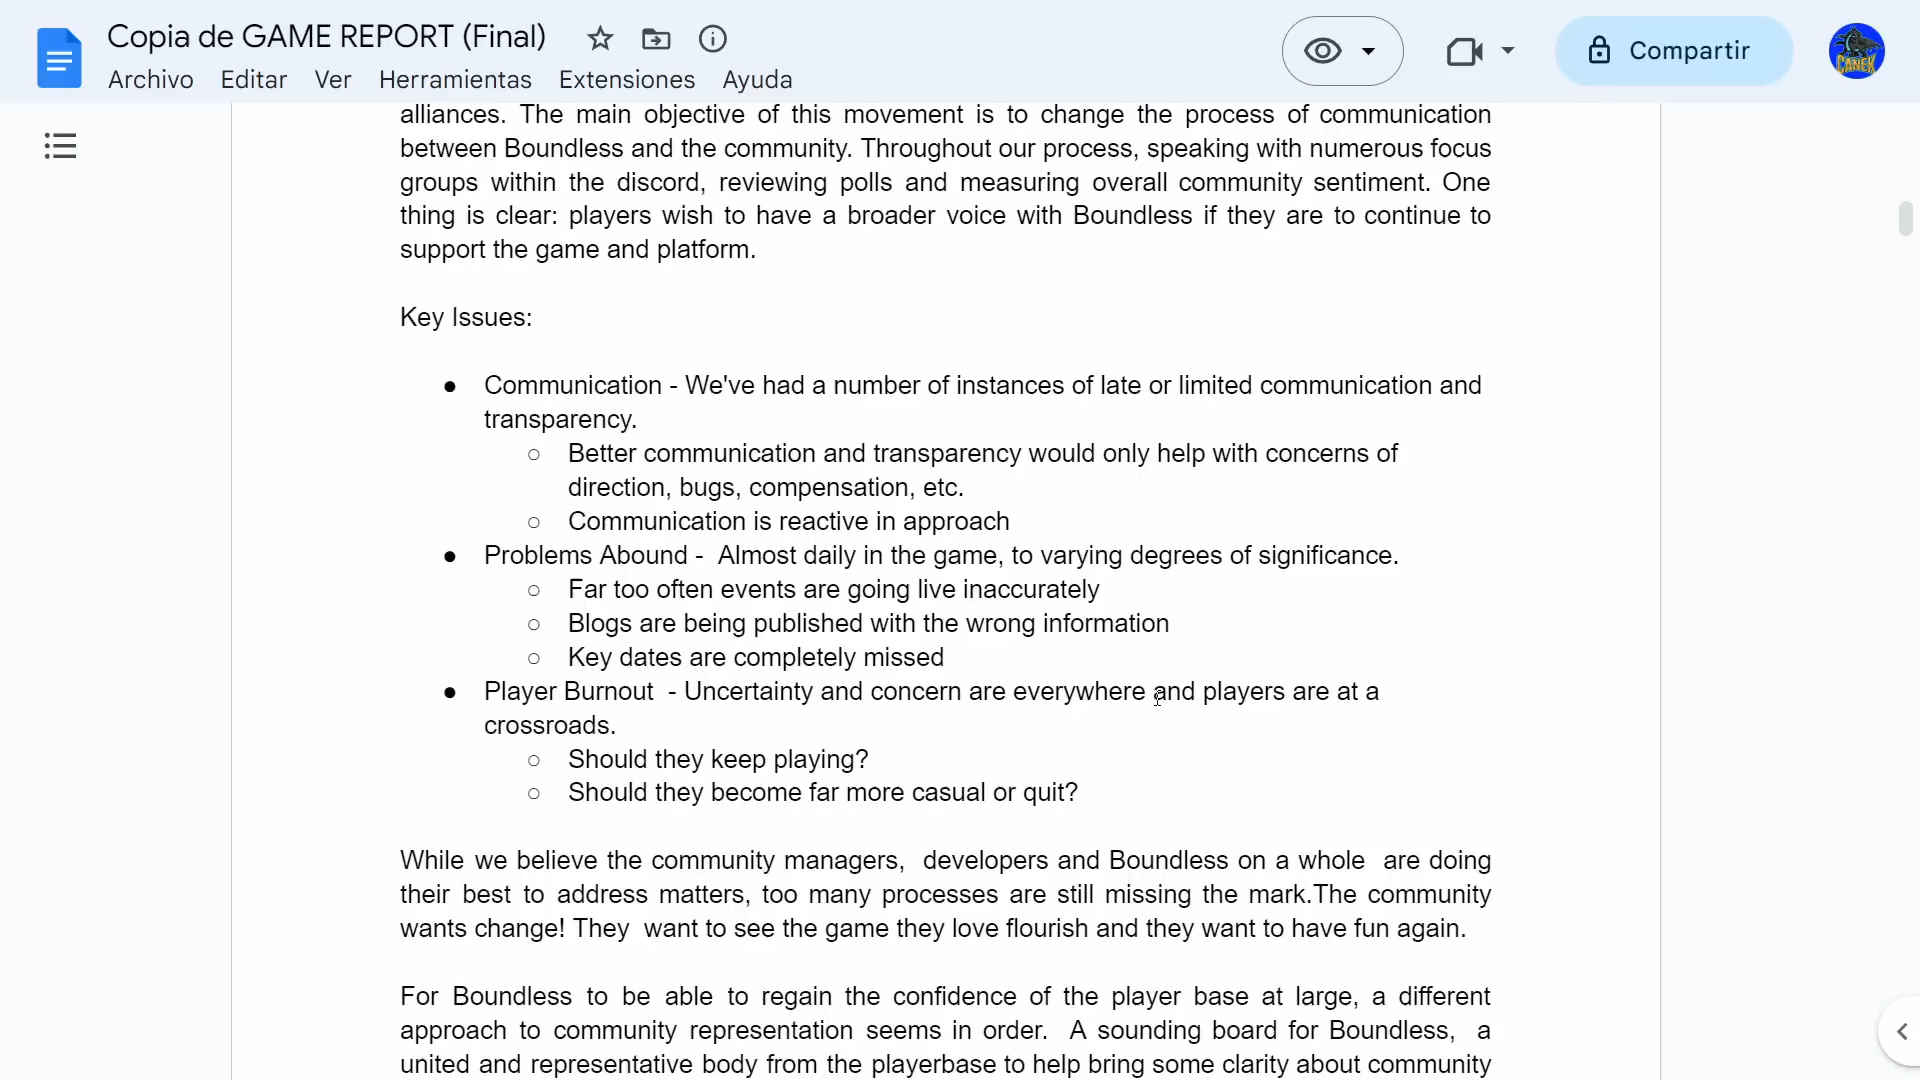 Copia de GAME REPORT (Final)
Archivo Editar Ver Herramientas Extensiones Ayuda
Compartir
CANEK
alliances. The main objective of this movement is to change the process of communication
between Boundless and the community. Throughout our process, speaking with numerous focus
groups within the discord, reviewing polls and measuring overall community sentiment. One
thing is clear: players wish to have a broader voice with Boundless if they are to continue to
support the game and platform.
Key Issues:
● Communication - We've had a number of instances of late or limited communication and
transparency.
○ Better communication and transparency would only help with concerns of
direction, bugs, compensation, etc.
○ Communication is reactive in approach
● Problems Abound -  Almost daily in the game, to varying degrees of significance.
○ Far too often events are going live inaccurately
○ Blogs are being published with the wrong information
○ Key dates are completely missed
● Player Burnout  - Uncertainty and concern are everywhere and players are at a
crossroads.
○ Should they keep playing?
○ Should they become far more casual or quit?
While we believe the community managers,  developers and Boundless on a whole  are doing
their best to address matters, too many processes are still missing the mark.The community
wants change! They  want to see the game they love flourish and they want to have fun again.
For Boundless to be able to regain the confidence of the player base at large, a different
approach to community representation seems in order.  A sounding board for Boundless,  a
united and representative body from the playerbase to help bring some clarity about community